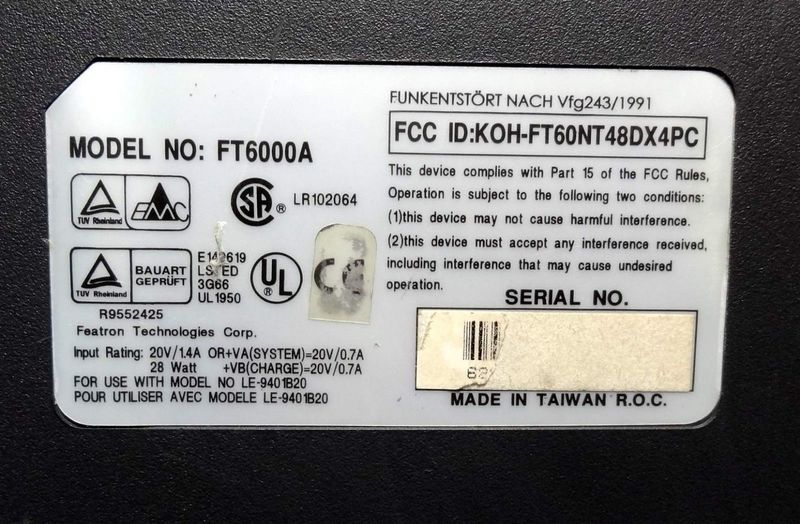 FUNKENTSTÖRT NACH Vfg243/1991
FCC ID:KOH-FT60NT48DX4PC
MODEL NO: FT6000A
This device complies with Part 15 of the FCC Rules,
Operation is subject to the following two conditions:
(1)this device may not cause harmful interference.
(2)this device must accept any interference received,
including interference that may cause undesired
operation.
TUV Rheinland
EMC
SA ®
LR102064
TUV Rheinland
BAUART
GEPRÜFT
E142619
LISTED
3G66
UL1950
UL ®
CE
R9552425
Featron Technologies Corp.
Input Rating: 20V/1.4A OR+VA(SYSTEM)=20V/0.7A
28 Watt +VB(CHARGE)=20V/0.7A
FOR USE WITH MODEL NO LE-9401B20
POUR UTILISER AVEC MODELE LE-9401B20
SERIAL NO.
MADE IN TAIWAN R.O.C.